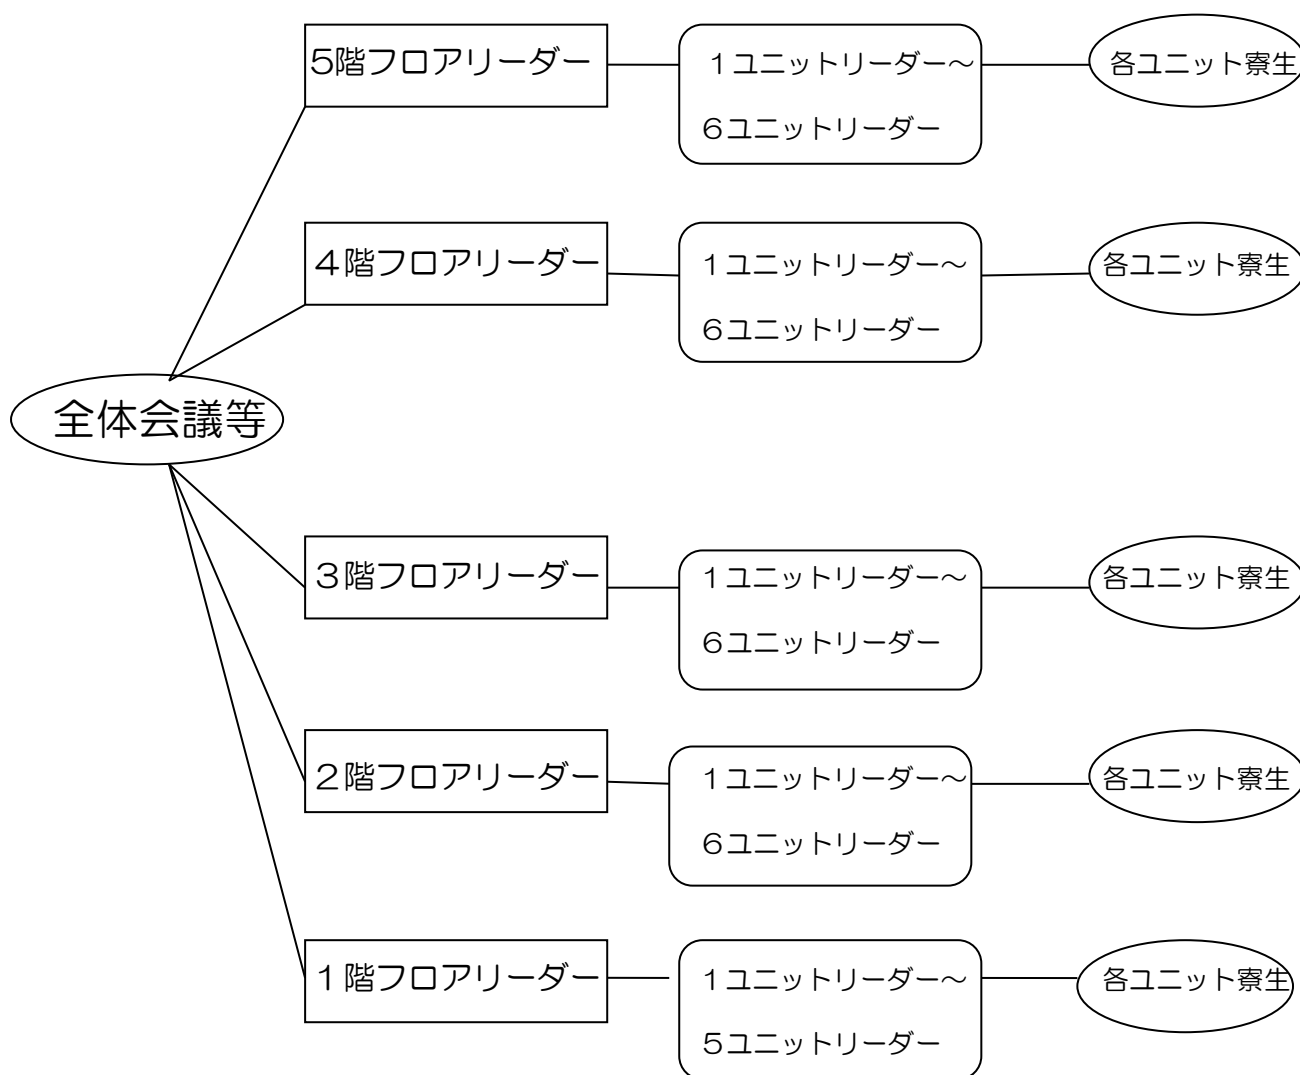 5階フロアリーダー
1ユニットリーダー～
6ユニットリーダー
各ユニット寮生
4階フロアリーダー
1ユニットリーダー～
6ユニットリーダー
各ユニット寮生
全体会議等
3階フロアリーダー
1ユニットリーダー～
6ユニットリーダー
各ユニット寮生
2階フロアリーダー
1ユニットリーダー～
6ユニットリーダー
各ユニット寮生
1階フロアリーダー
1ユニットリーダー～
5ユニットリーダー
各ユニット寮生